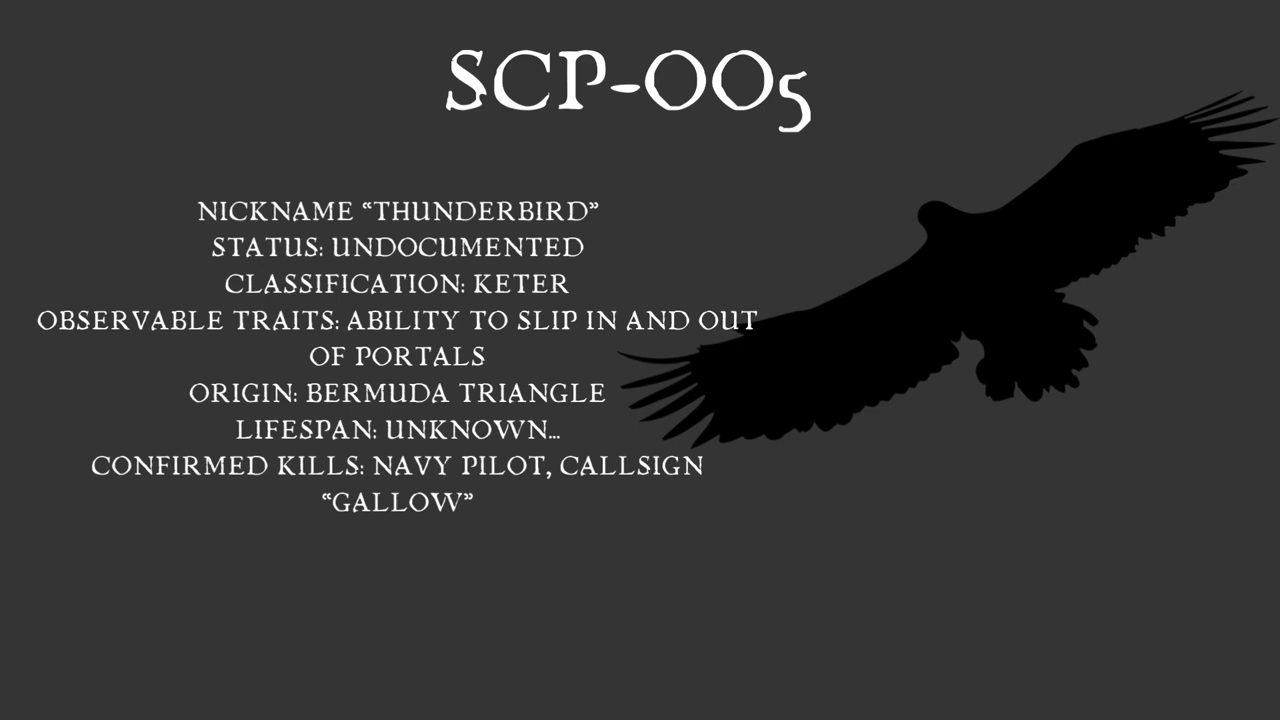 SCP-005
NICKNAME “THUNDERBIRD”
STATUS: UNDOCUMENTED
CLASSIFICATION: KETER
OBSERVABLE TRAITS: ABILITY TO SLIP IN AND OUT
OF PORTALS
ORIGIN: BERMUDA TRIANGLE
LIFESPAN: UNKNOWN...
CONFIRMED KILLS: NAVY PILOT, CALLSIGN
“GALLOW”